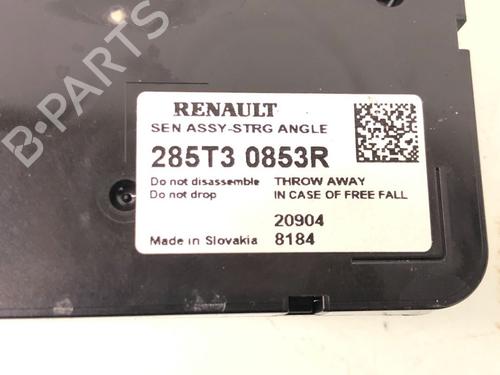 RENAULT
SEN ASSY-STRG ANGLE
285T3 0853R
Do not disassemble THROW AWAY
Do not drop IN CASE OF FREE FALL
20904
Made in Slovakia 8184
B-PARTS